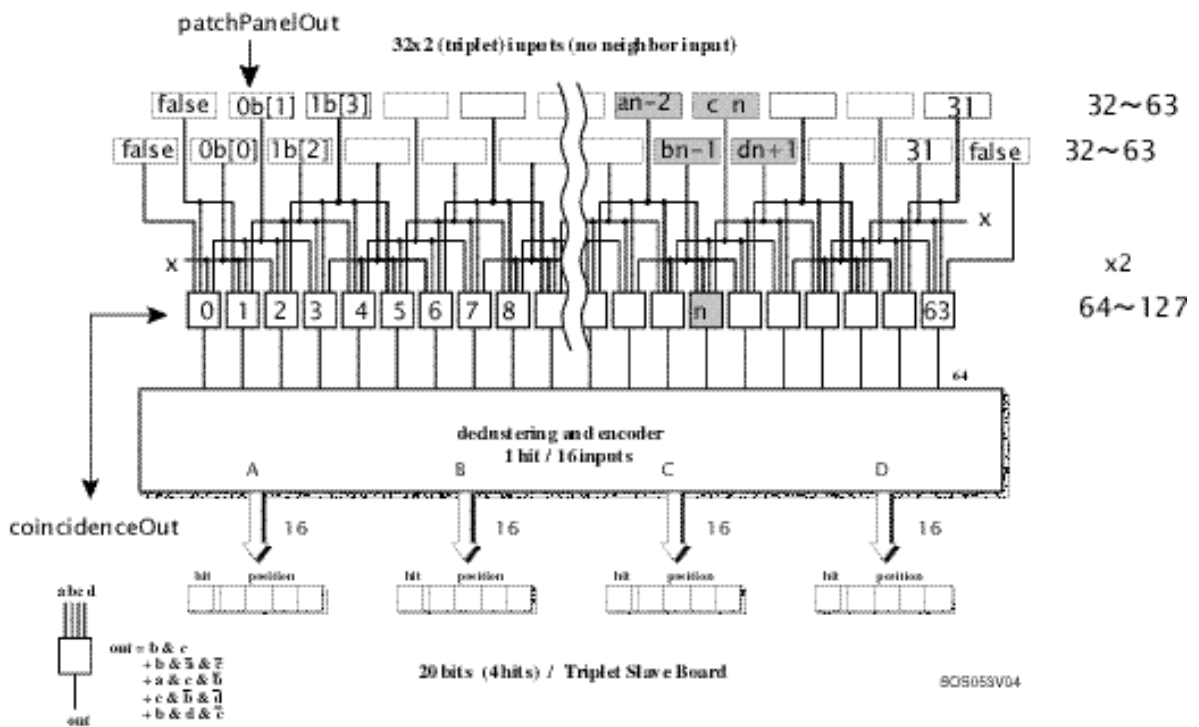 patchPanelOut
32x2 (triplet) inputs (no neighbor input)
false 0b[1] 1b[3] an-2 c n 31 32~63
false 0b[0] 1b[2] bn-1 dn+1 31 false 32~63
x
x
x2
0 1 2 3 4 5 6 7 8 n 63 64~127
64
declustering and encoder
1 hit / 16 inputs
A B C D
coincidenceOut
16 16 16 16
hit position hit position hit position hit position
abcd
out = b & c
+ b & a̅ & c̅
+ a & c & b̅
+ c & b̅ & d̅
+ b & d & c̅
out
20 bits (4 hits) / Triplet Slave Board